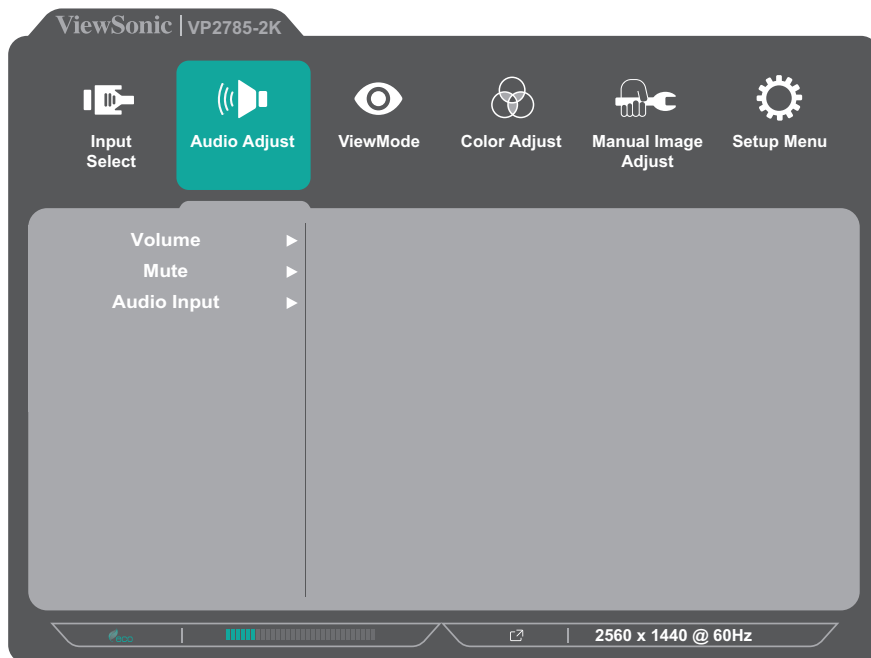 ViewSonic | VP2785-2K
Input
Select
Audio Adjust
ViewMode
Color Adjust
Manual Image
Adjust
Setup Menu
Volume
Mute
Audio Input
eco
2560 x 1440 @ 60Hz